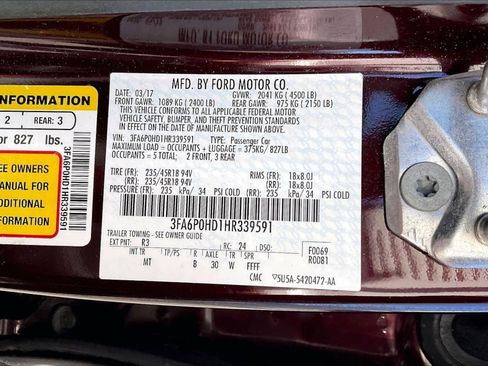 INFORMATION
2 REAR: 3
or 827 lbs.
SEE OWNERS
MANUAL FOR
ADDITIONAL
INFORMATION
3FA6P0HD1HR339591
MFD. BY FORD MOTOR CO.
DATE: 03/17 GVWR: 2041 KG ( 4500 LB)
FRONT GAWR: 1089 KG ( 2400 LB) REAR GAWR: 975 KG ( 2150 LB)
THIS VEHICLE CONFORMS TO ALL APPLICABLE FEDERAL MOTOR
VEHICLE SAFETY, BUMPER, AND THEFT PREVENTION STANDARDS
IN EFFECT ON THE DATE OF MANUFACTURE SHOWN ABOVE.
VIN: 3FA6P0HD1HR339591 TYPE: Passenger Car
MAXIMUM LOAD = OCCUPANTS + LUGGAGE = 375KG/ 827LB
OCCUPANTS = 5 TOTAL: 2 FRONT, 3 REAR
TIRE (FR): 235/45R18 94V RIMS (FR): 18x8.0J
TIRE (RR): 235/45R18 94V RIMS (RR): 18x8.0J
PRESSURE (FR): 235 kPa/ 34 PSI COLD (RR): 235 kPa/ 34 PSI COLD
3FA6P0HD1HR339591
TRAILER TOWING - SEE OWNER GUIDE
EXT PNT: R3 RC: 24 DSO: F0069
R0081
INT TR TP/PS R AXLE TR SPR
MT B 30 W FFFF
CMC 5U5A-5420472-AA